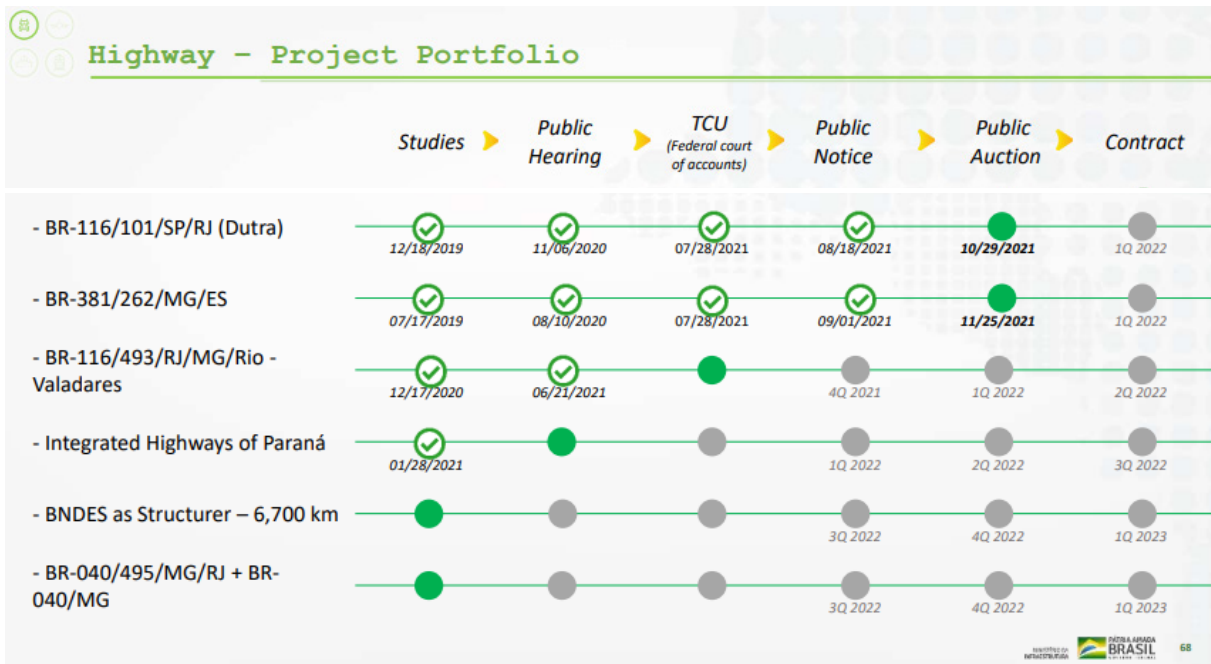 Highway – Project Portfolio
Studies
Public
Hearing
TCU
(Federal court
of accounts)
Public
Notice
Public
Auction
Contract
- BR-116/101/SP/RJ (Dutra)
12/18/2019 11/06/2020 07/28/2021 08/18/2021 10/29/2021 1Q 2022
- BR-381/262/MG/ES
07/17/2019 08/10/2020 07/28/2021 09/01/2021 11/25/2021 1Q 2022
- BR-116/493/RJ/MG/Rio -
Valadares
12/17/2020 06/21/2021 4Q 2021 1Q 2022 2Q 2022
- Integrated Highways of Paraná
01/28/2021 1Q 2022 2Q 2022 3Q 2022
- BNDES as Structurer – 6,700 km
3Q 2022 4Q 2022 1Q 2023
- BR-040/495/MG/RJ + BR-
040/MG
3Q 2022 4Q 2022 1Q 2023
MINISTÉRIO DA
INFRAESTRUTURA
PÁTRIA AMADA
BRASIL
68